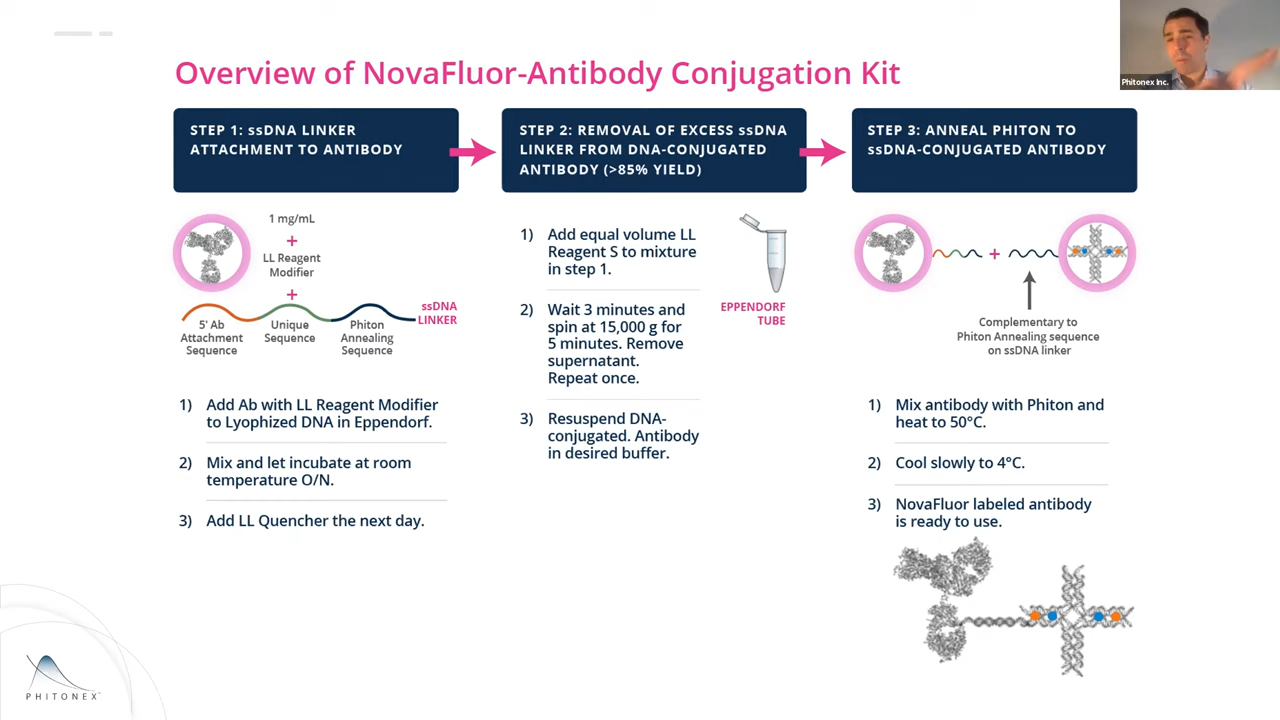 Overview of NovaFluor-Antibody Conjugation Kit
Phitonex Inc.
STEP 1: ssDNA LINKER
ATTACHMENT TO ANTIBODY
1 mg/mL
+
LL Reagent
Modifier
+
ssDNA
LINKER
5' Ab
Attachment
Sequence
Unique
Sequence
Phiton
Annealing
Sequence
1) Add Ab with LL Reagent Modifier
to Lyophized DNA in Eppendorf.
2) Mix and let incubate at room
temperature O/N.
3) Add LL Quencher the next day.
STEP 2: REMOVAL OF EXCESS ssDNA
LINKER FROM DNA-CONJUGATED
ANTIBODY (>85% YIELD)
1) Add equal volume LL
Reagent S to mixture
in step 1.
2) Wait 3 minutes and
spin at 15,000 g for
5 minutes. Remove
supernatant.
Repeat once.
3) Resuspend DNA-
conjugated. Antibody
in desired buffer.
EPPENDORF
TUBE
STEP 3: ANNEAL PHITON TO
ssDNA-CONJUGATED ANTIBODY
+
Complementary to
Phiton Annealing sequence
on ssDNA linker
1) Mix antibody with Phiton and
heat to 50°C.
2) Cool slowly to 4°C.
3) NovaFluor labeled antibody
is ready to use.
PHITONEX™